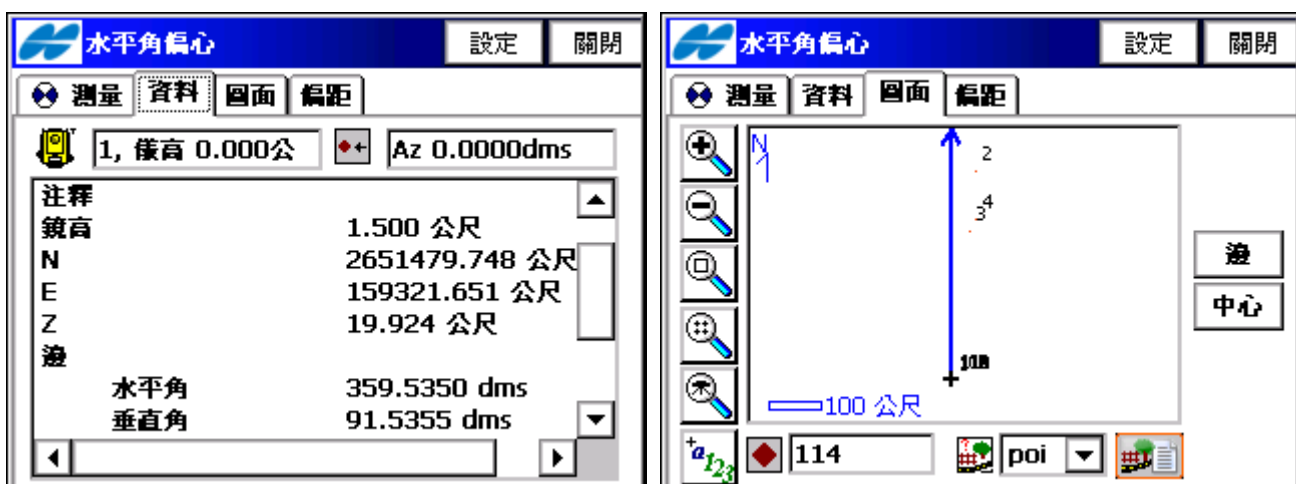 水平角偏心 設定 關閉
測量 資料 圖面 偏距
1, 儀高 0.000公 Az 0.0000dms
注釋
鏡高 1.500 公尺
N 2651479.748 公尺
E 159321.651 公尺
Z 19.924 公尺
邊
水平角 359.5350 dms
垂直角 91.5355 dms
水平角偏心 設定 關閉
測量 資料 圖面 偏距
N
2
4
3
邊
中心
100 公尺
114 poi